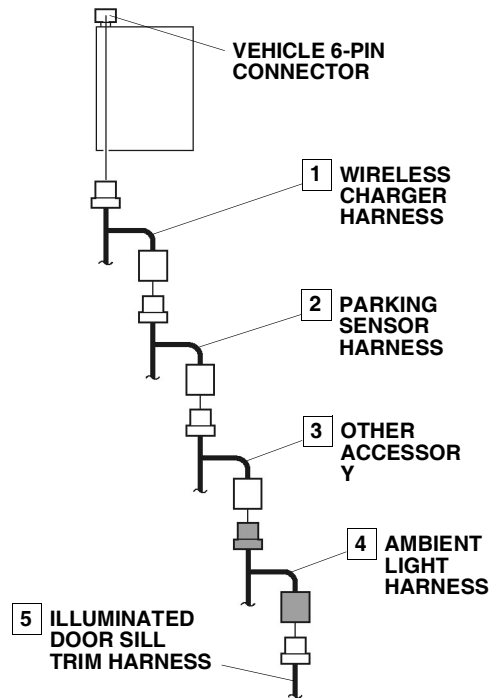 VEHICLE 6-PIN
CONNECTOR
1 WIRELESS
CHARGER
HARNESS
2 PARKING
SENSOR
HARNESS
3 OTHER
ACCESSOR
Y
4 AMBIENT
LIGHT
HARNESS
5 ILLUMINATED
DOOR SILL
TRIM HARNESS